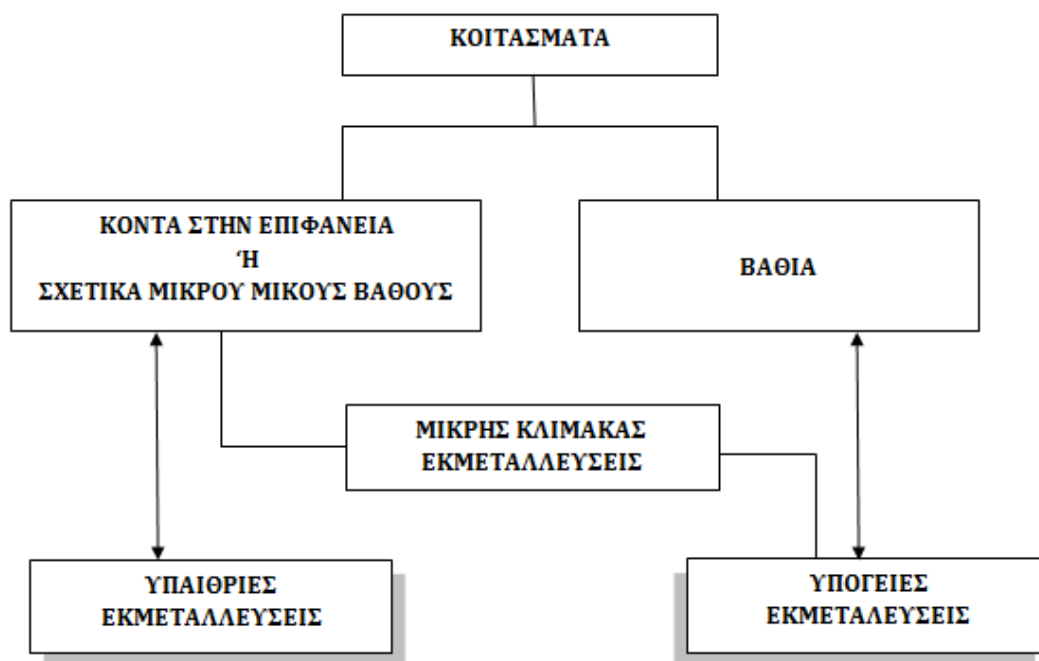 ΚΟΙΤΑΣΜΑΤΑ
ΚΟΝΤΑ ΣΤΗΝ ΕΠΙΦΑΝΕΙΑ
Ή
ΣΧΕΤΙΚΑ ΜΙΚΡΟΥ ΜΙΚΟΥΣ ΒΑΘΟΥΣ
ΒΑΘΙΑ
ΜΙΚΡΗΣ ΚΛΙΜΑΚΑΣ
ΕΚΜΕΤΑΛΛΕΥΣΕΙΣ
ΥΠΑΙΘΡΙΕΣ
ΕΚΜΕΤΑΛΛΕΥΣΕΙΣ
ΥΠΟΓΕΙΕΣ
ΕΚΜΕΤΑΛΕΥΣΕΙΣ